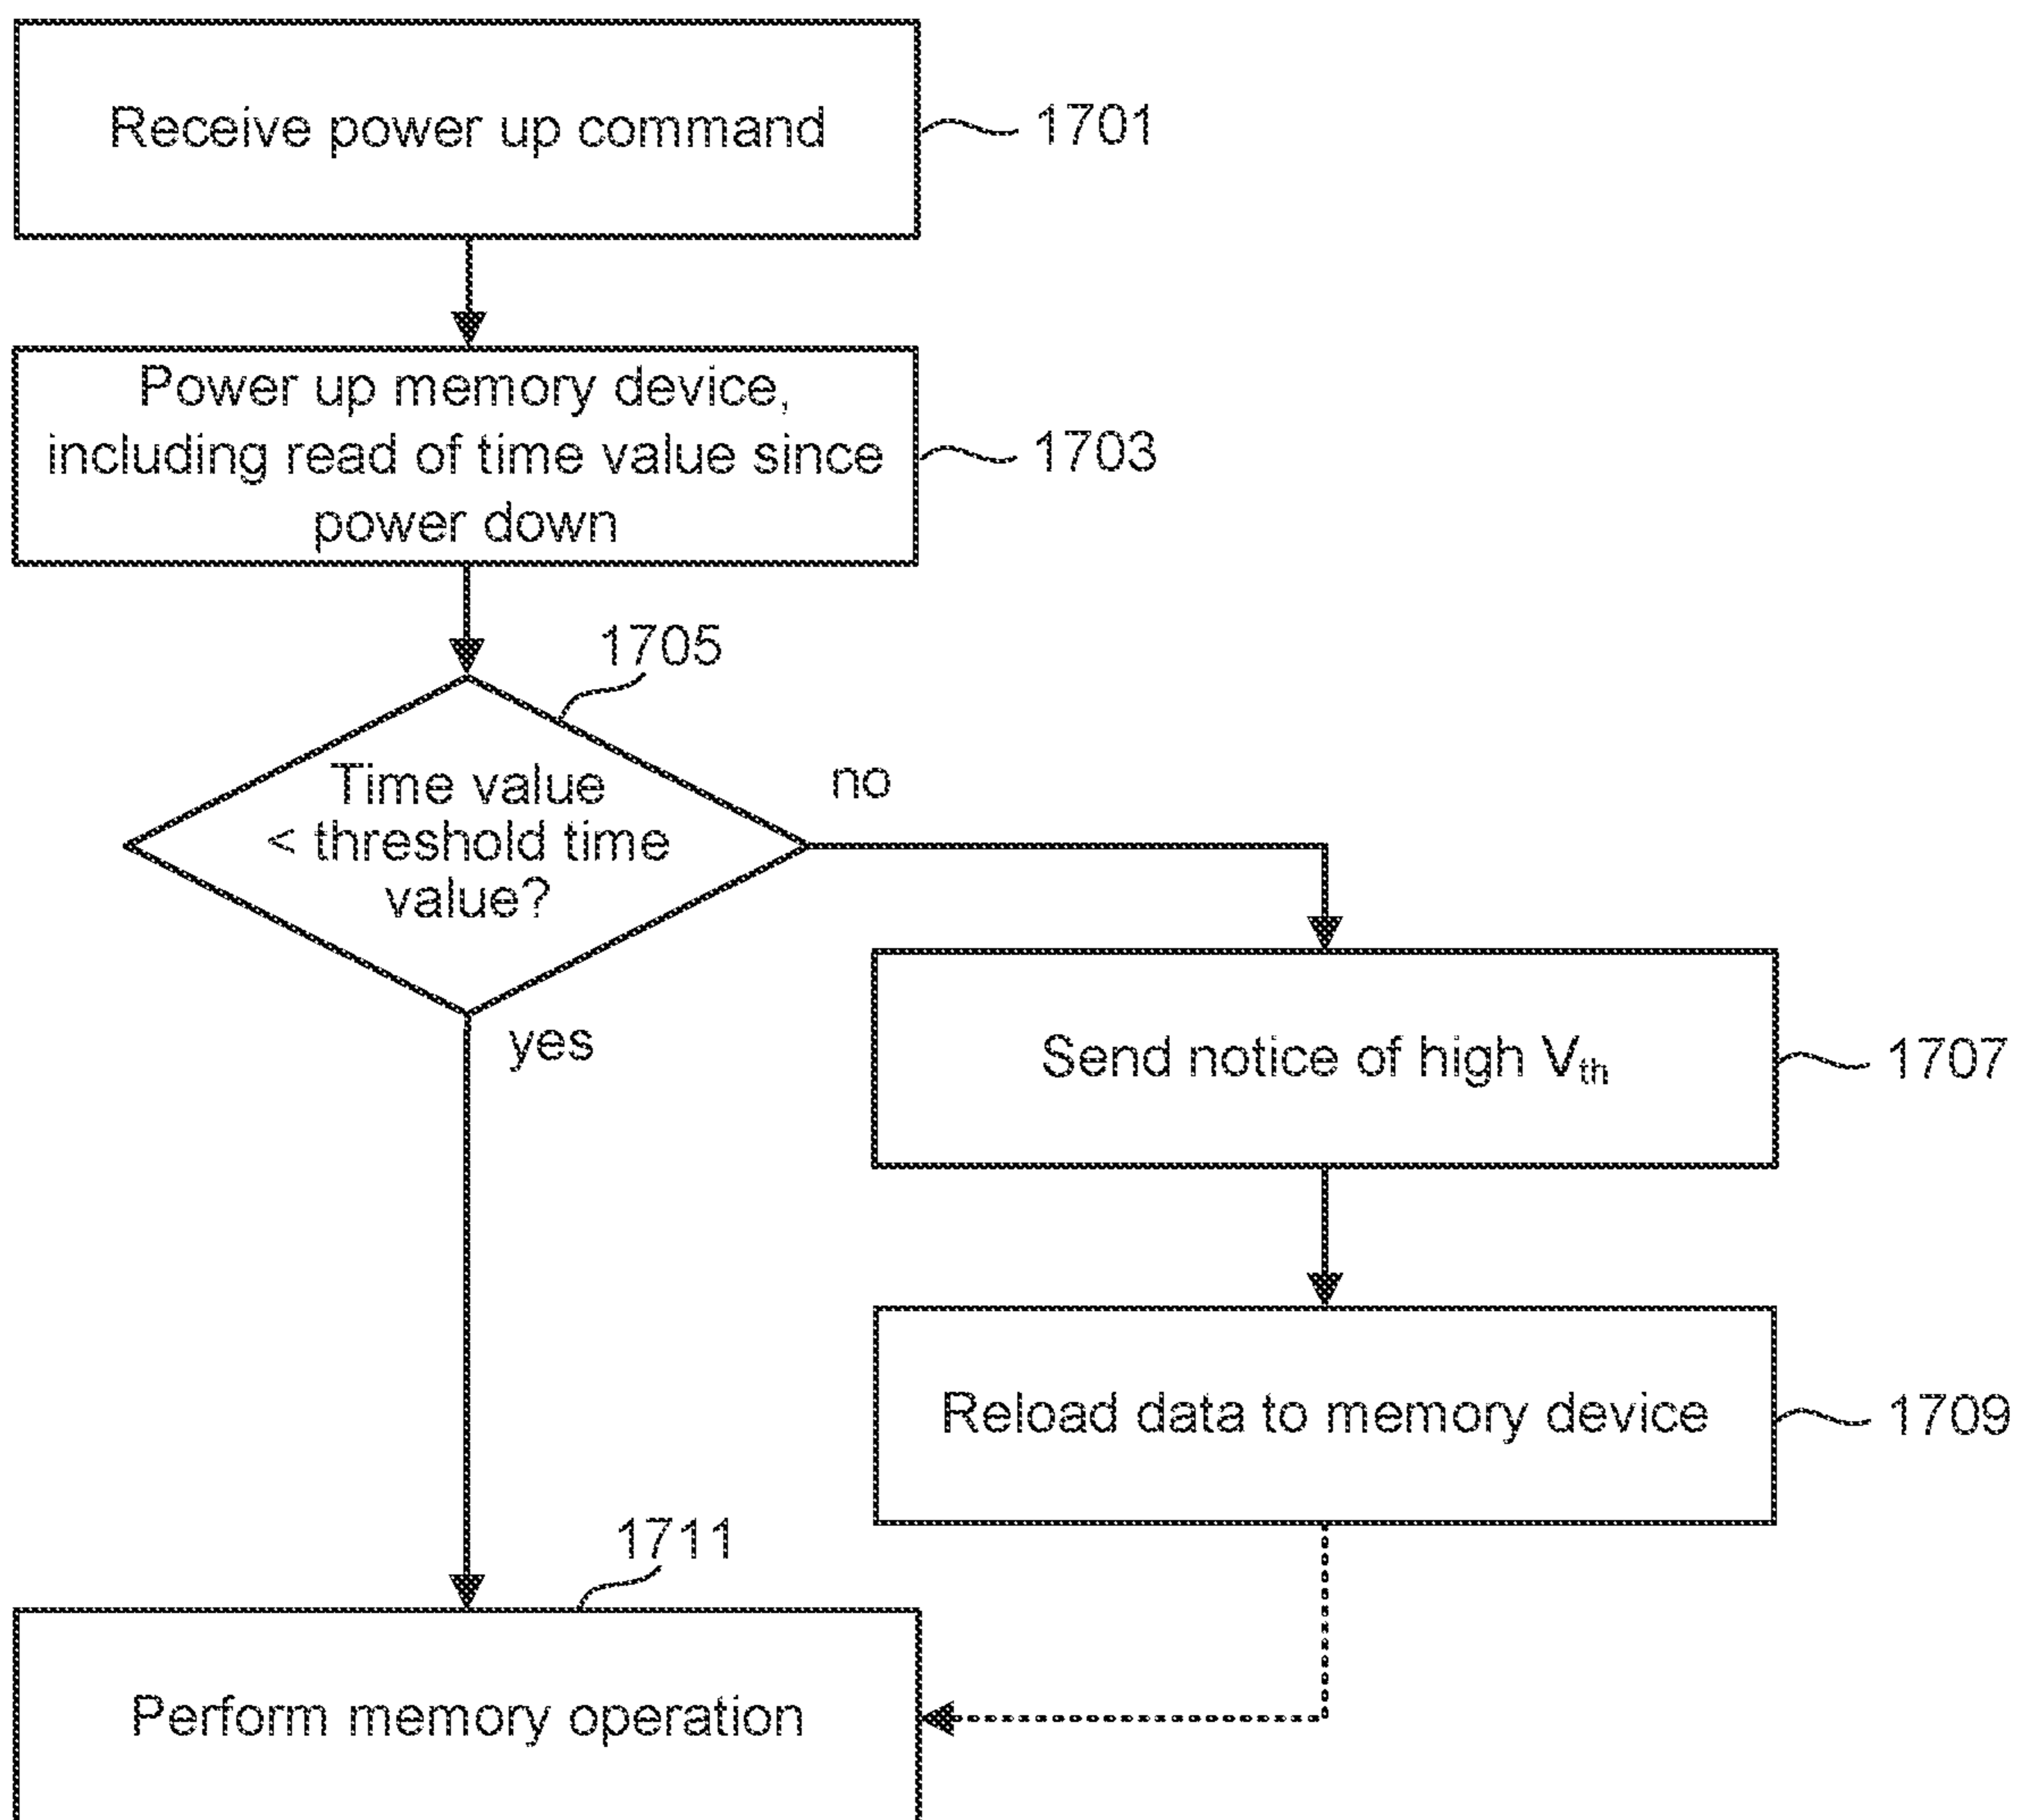 Receive power up command
1701
Power up memory device,
including read of time value since
power down
1703
1705
Time value
< threshold time
value?
no
yes
Send notice of high Vth
1707
Reload data to memory device
1709
1711
Perform memory operation